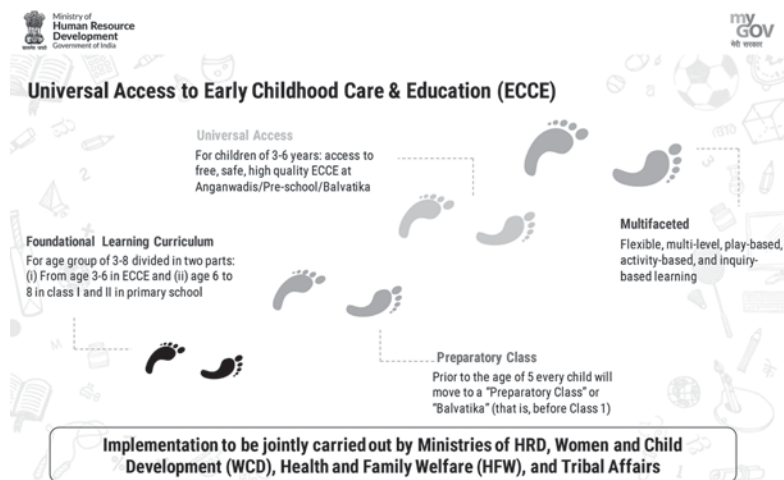 Ministry of
Human Resource
Development
Government of India
सत्यमेव जयते
my
GOV
मेरी सरकार
Universal Access to Early Childhood Care & Education (ECCE)
Universal Access
For children of 3-6 years: access to
free, safe, high quality ECCE at
Anganwadis/Pre-school/Balvatika
Multifaceted
Flexible, multi-level, play-based,
activity-based, and inquiry-
based learning
Foundational Learning Curriculum
For age group of 3-8 divided in two parts:
(i) From age 3-6 in ECCE and (ii) age 6 to
8 in class I and II in primary school
Preparatory Class
Prior to the age of 5 every child will
move to a “Preparatory Class” or
“Balvatika” (that is, before Class 1)
Implementation to be jointly carried out by Ministries of HRD, Women and Child
Development (WCD), Health and Family Welfare (HFW), and Tribal Affairs